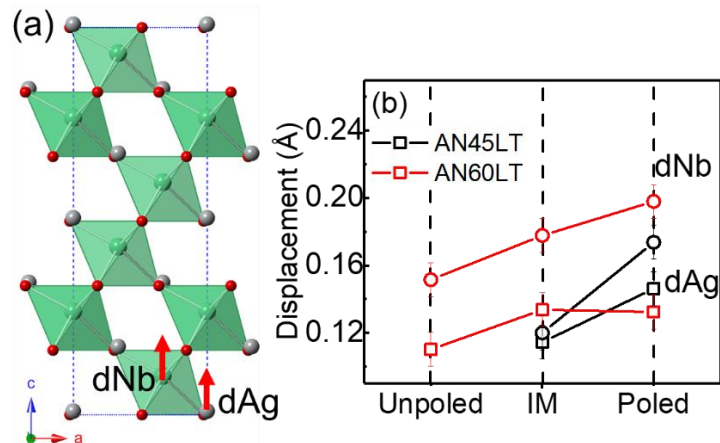 (a)
dNb
dAg
c
a
(b)
AN45LT
AN60LT
dNb
dAg
Displacement (Å)
0.24
0.20
0.16
0.12
Unpoled
IM
Poled